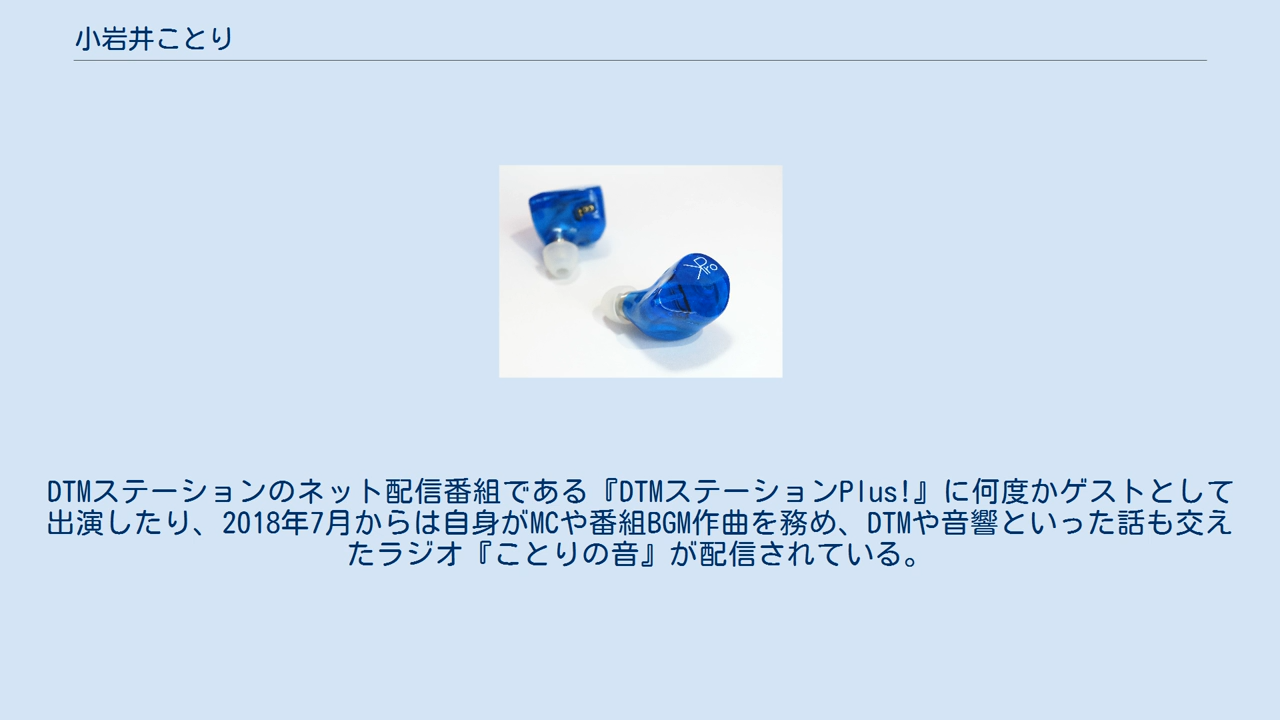 小岩井ことり
DTMステーションのネット配信番組である『DTMステーションPlus!』に何度かゲストとして
出演したり、2018年7月からは自身がMCや番組BGM作曲を務め、DTMや音響といった話も交え
たラジオ『ことりの音』が配信されている。